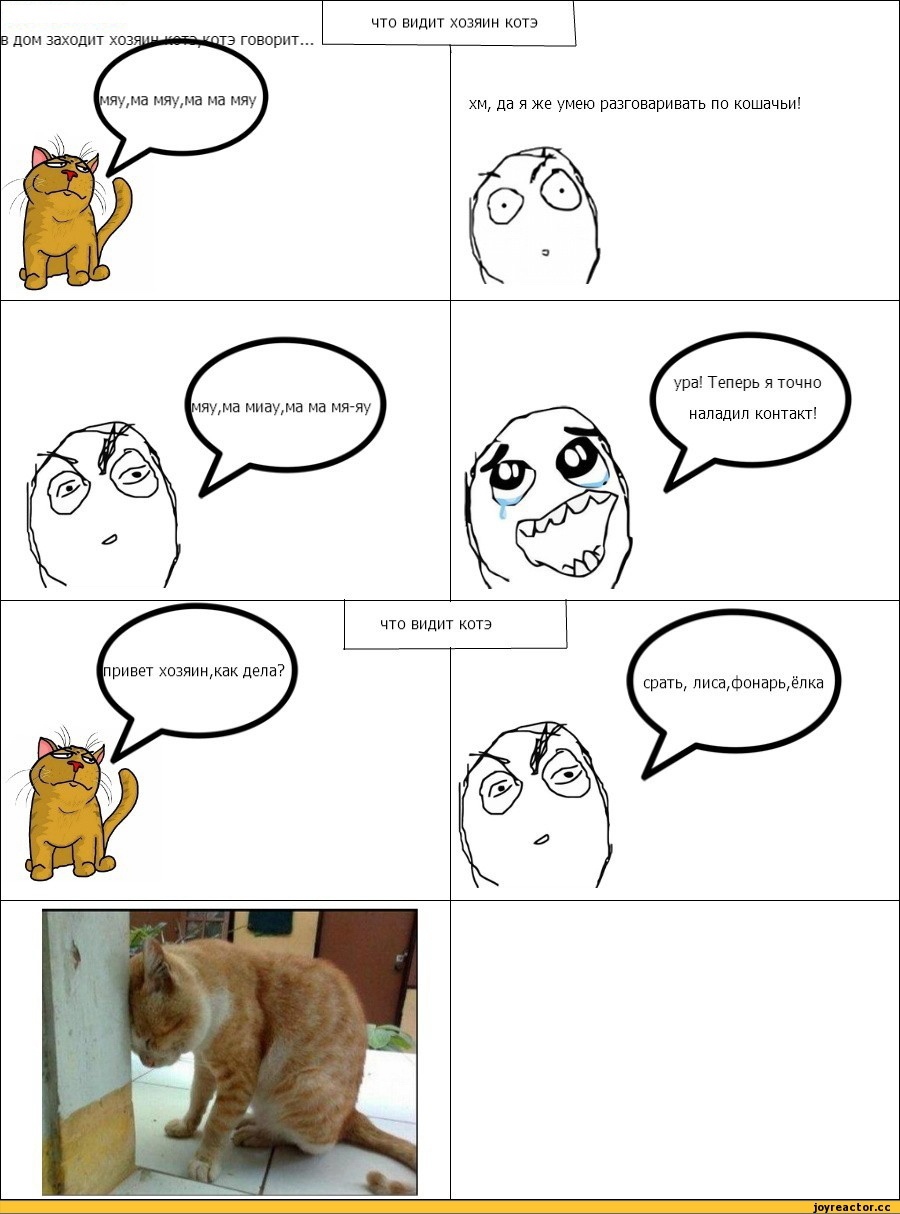 что видит хозяин котэ
в дом заходит хозяин котэ,котэ говорит...
мяу,ма мяу,ма ма мяу
хм, да я же умею разговаривать по кошачьи!
мяу,ма миау,ма ма мя-яу
ура! Теперь я точно
наладил контакт!
что видит котэ
привет хозяин,как дела?
срать, лиса,фонарь,ёлка
joyreactor.cc